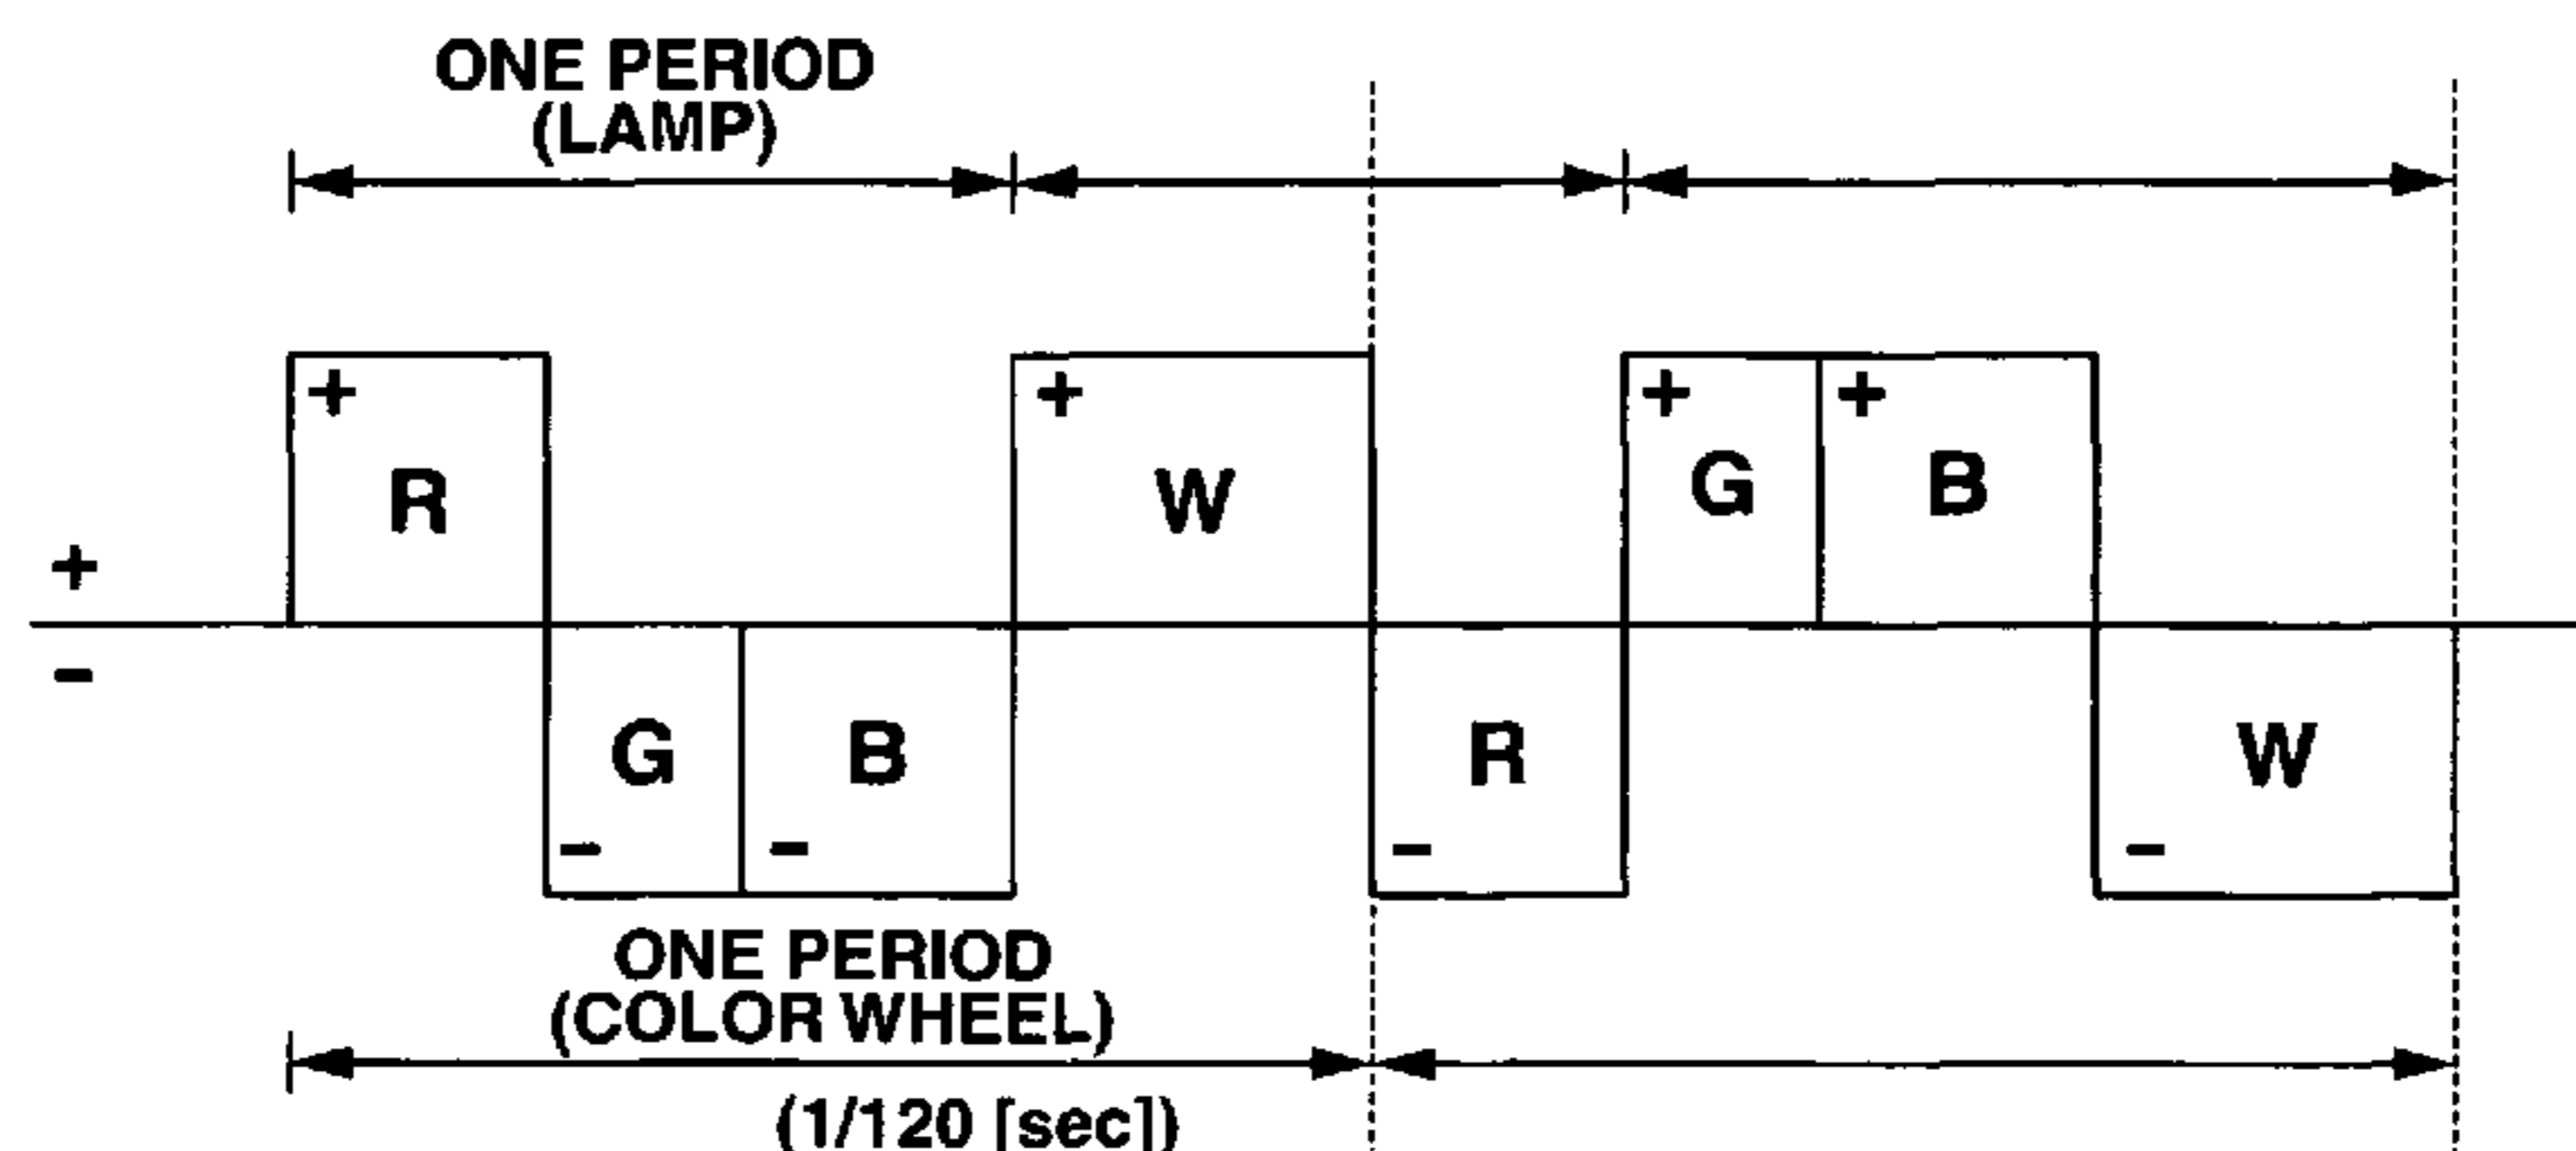 ONE PERIOD
(LAMP)
+ + + +
R W G B
+
-
G B R W
- - - -
ONE PERIOD
(COLOR WHEEL)
(1/120 [sec])